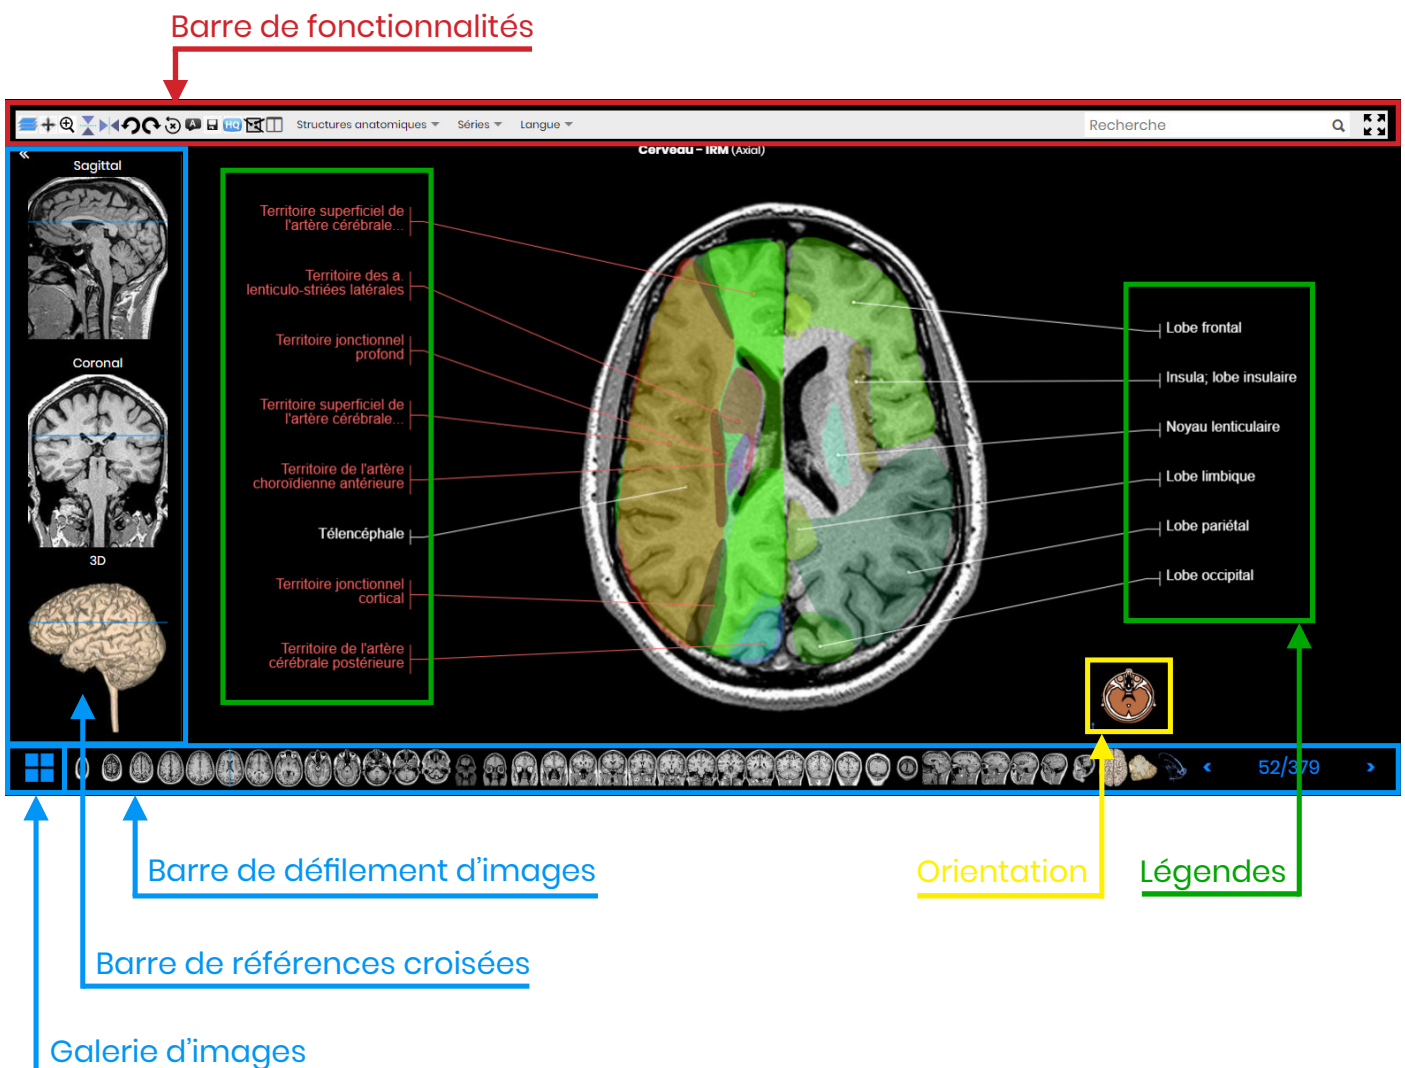 Barre de fonctionnalités
A
HQ
Structures anatomiques
Séries
Langue
Recherche
Cerveau - IRM (Axial)
«
Sagittal
Coronal
3D
Territoire superficiel de
l'artère cérébrale...
Territoire des a.
lenticulo-striées latérales
Territoire jonctionnel
profond
Territoire superficiel de
l'artère cérébrale...
Territoire de l'artère
choroïdienne antérieure
Télencéphale
Territoire jonctionnel
cortical
Territoire de l'artère
cérébrale postérieure
Lobe frontal
Insula; lobe insulaire
Noyau lenticulaire
Lobe limbique
Lobe pariétal
Lobe occipital
‹ 52/379 ›
Barre de défilement d’images
Orientation
Légendes
Barre de références croisées
Galerie d’images